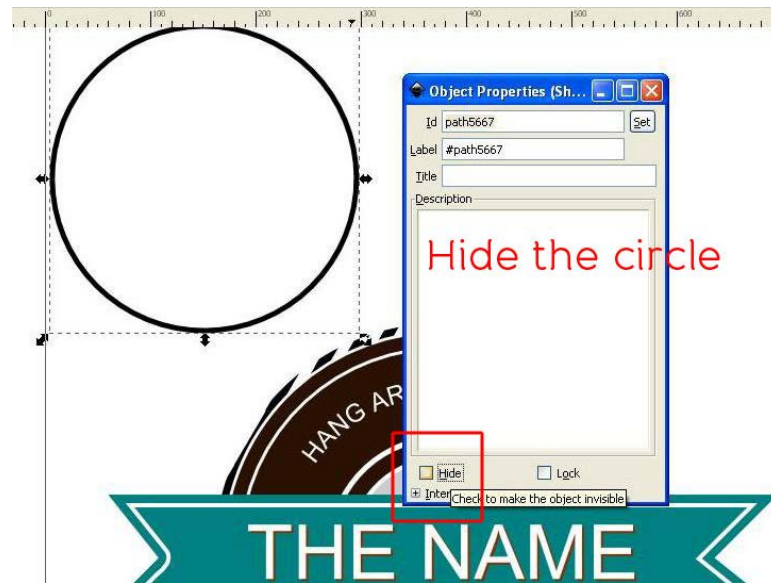 0 100 200 300 400 500 600
Object Properties (Sh...
Id path5667 Set
Label #path5667
Title
Description
Hide the circle
HANG AR
Hide Lock
Inter
Check to make the object invisible
THE NAME